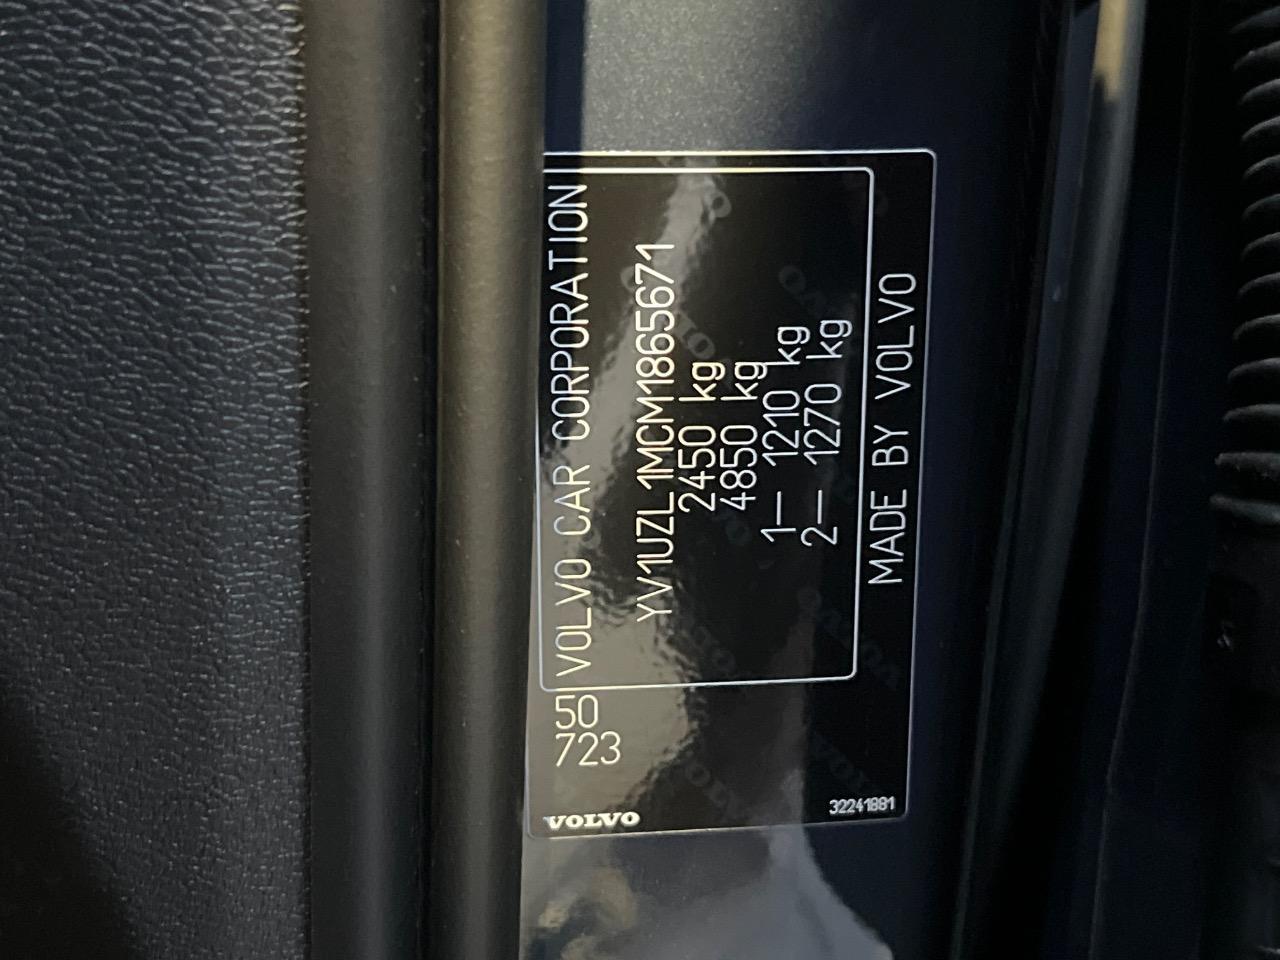 50 VOLVO CAR CORPORATION
723
YV1UZL1MCM1865671
2450 kg
4850 kg
1— 1210 kg
2— 1270 kg
MADE BY VOLVO
VOLVO
32241881